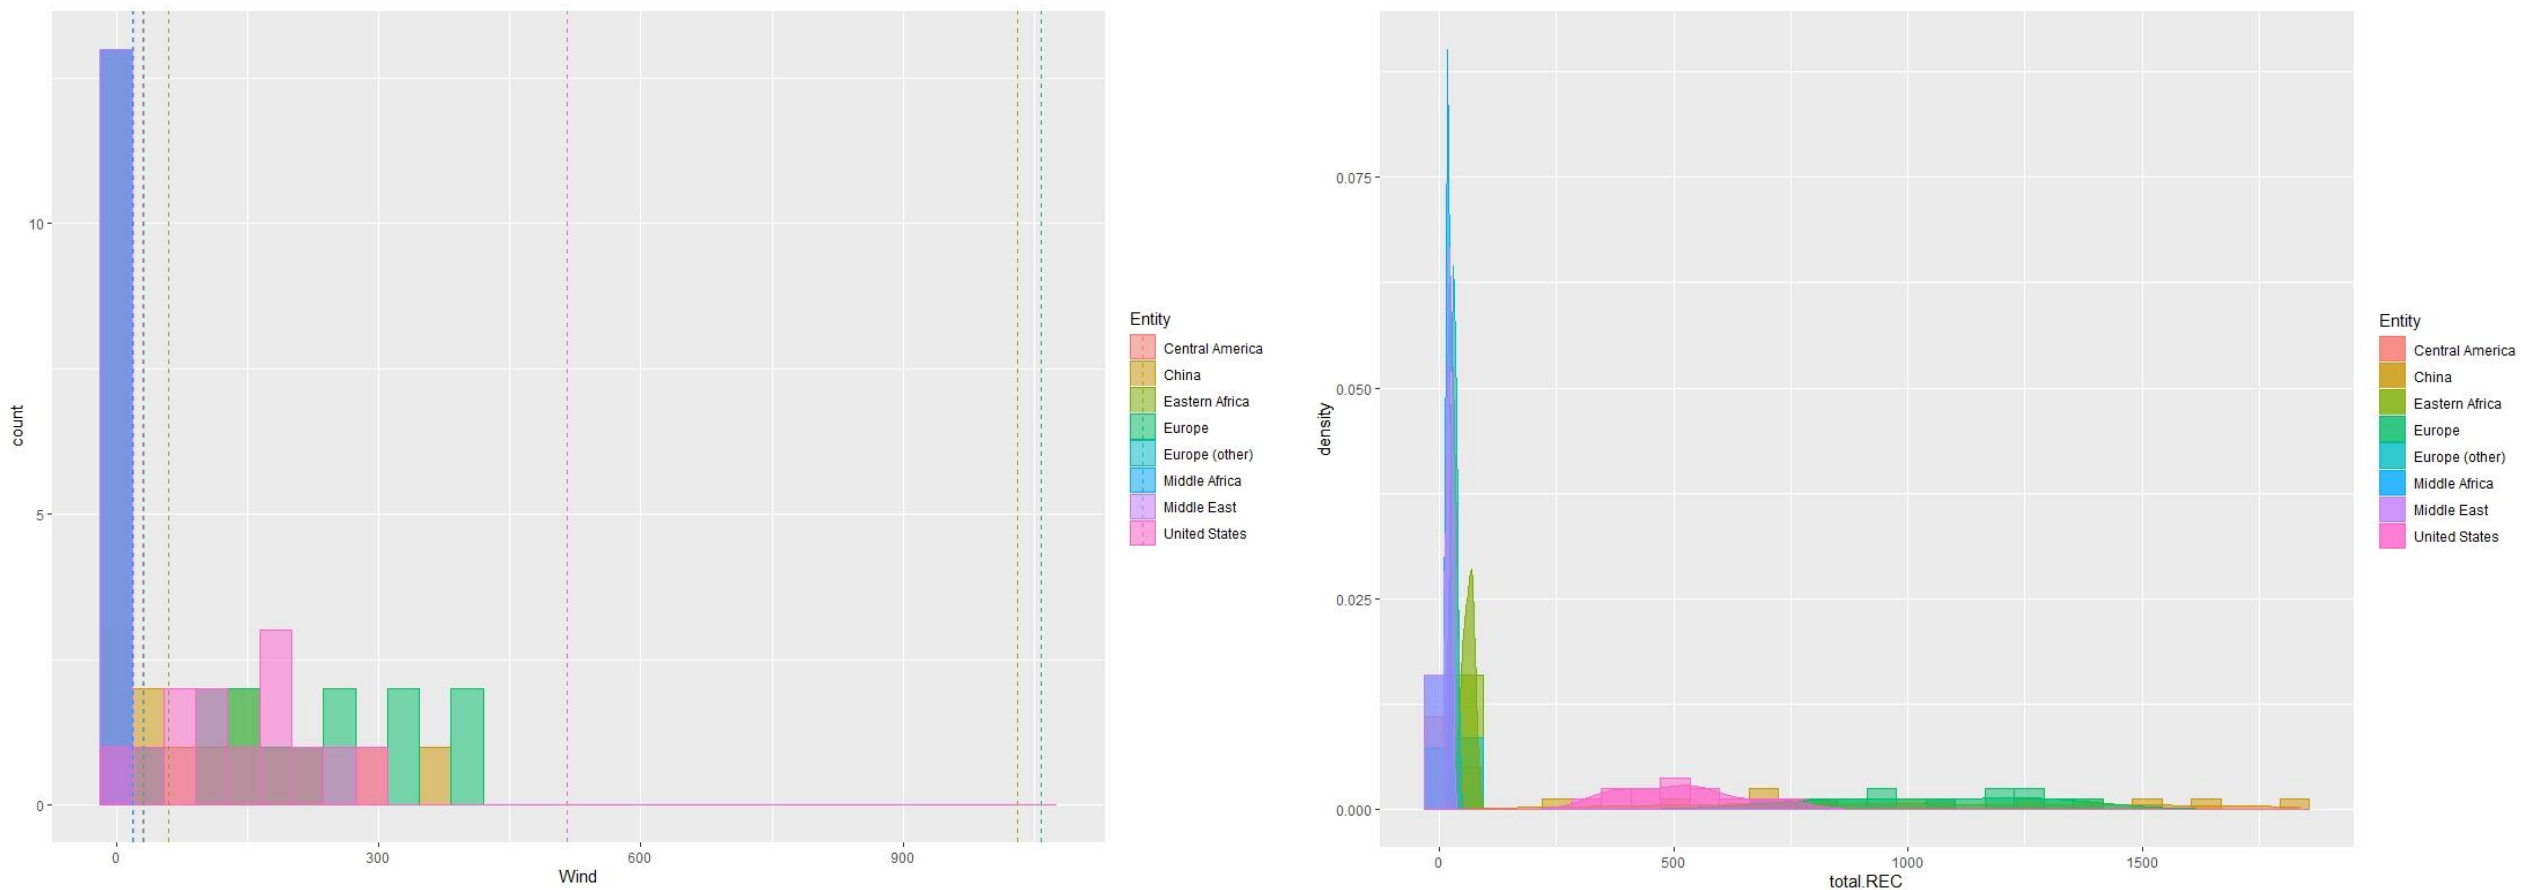 10
5
0
count
0
300
600
900
Wind
Entity
Central America
China
Eastern Africa
Europe
Europe (other)
Middle Africa
Middle East
United States
0.075
0.050
0.025
0.000
density
0
500
1000
1500
total.REC
Entity
Central America
China
Eastern Africa
Europe
Europe (other)
Middle Africa
Middle East
United States